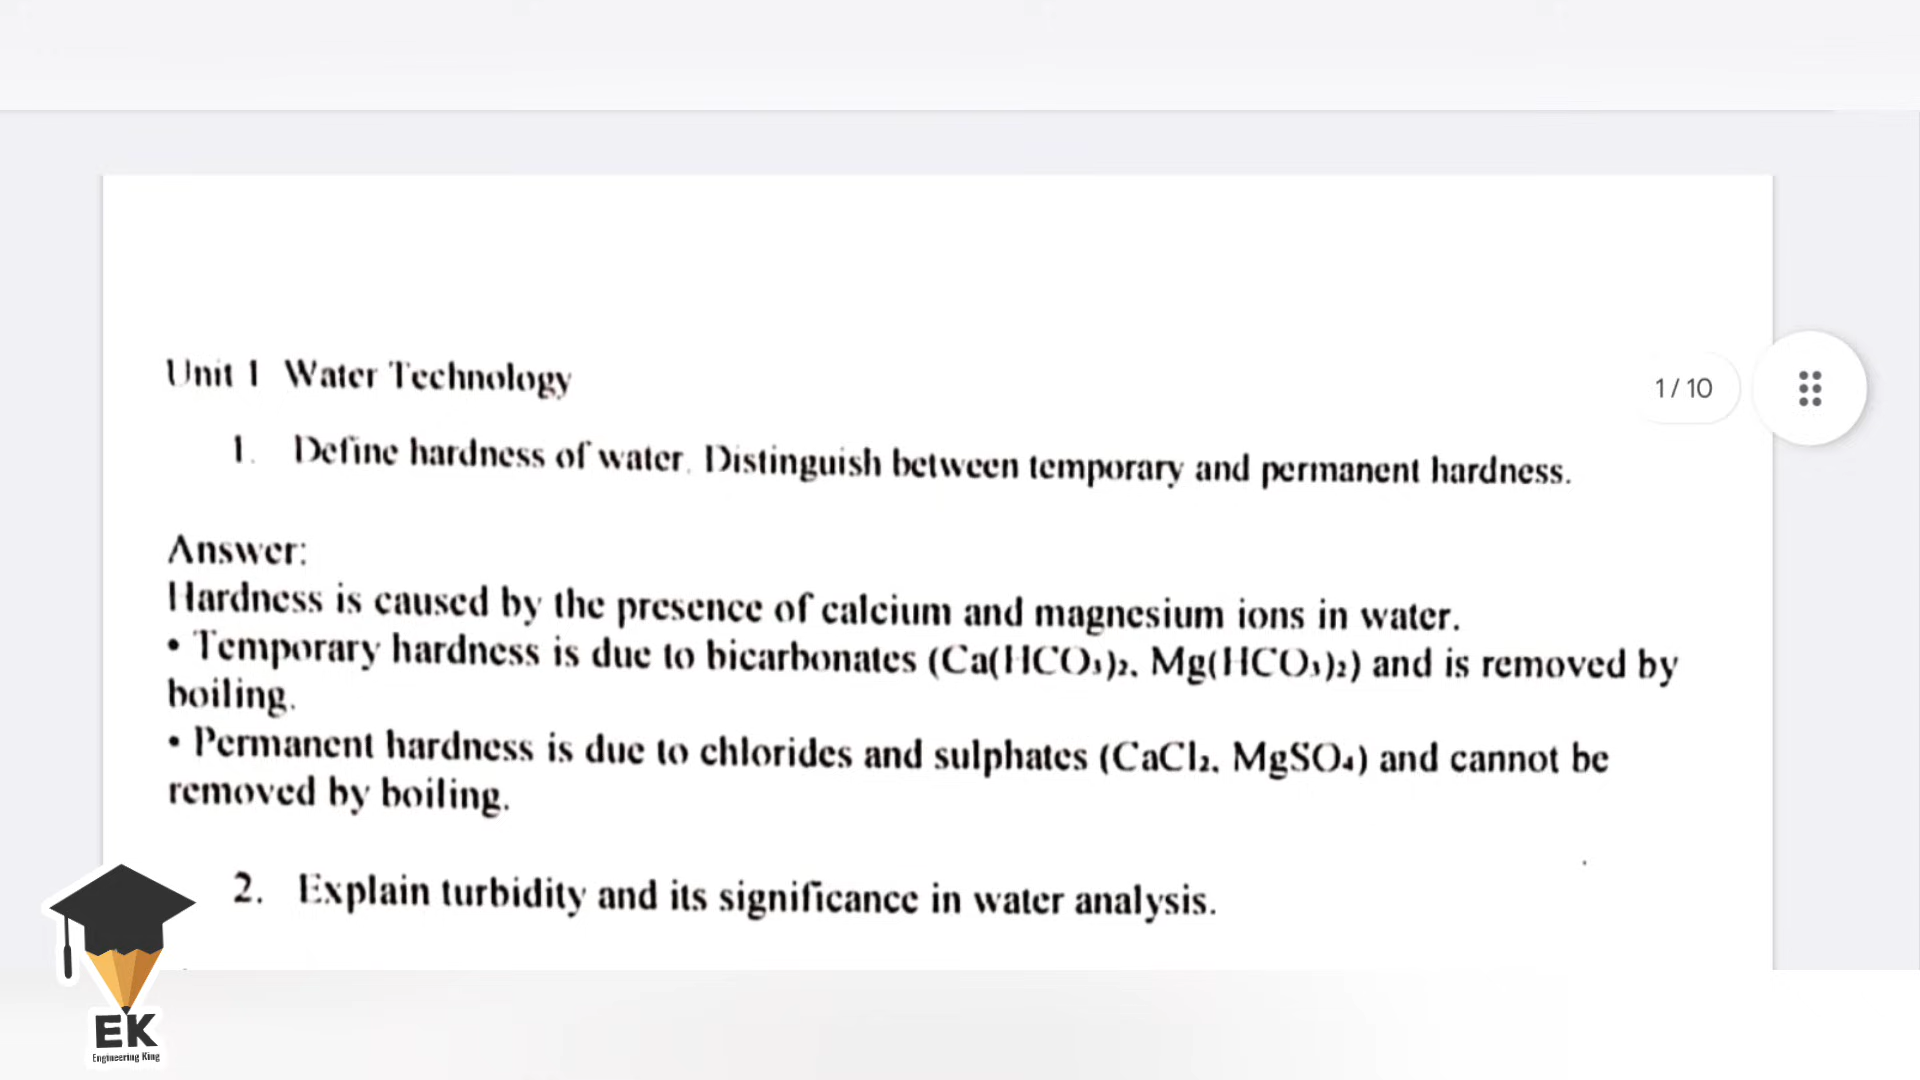 Unit 1 Water Technology
1/10
1. Define hardness of water. Distinguish between temporary and permanent hardness.
Answer:
Hardness is caused by the presence of calcium and magnesium ions in water.
• Temporary hardness is due to bicarbonates (Ca(HCO₃)₂, Mg(HCO₃)₂) and is removed by
boiling.
• Permanent hardness is due to chlorides and sulphates (CaCl₂, MgSO₄) and cannot be
removed by boiling.
2. Explain turbidity and its significance in water analysis.
EK
Engineering King